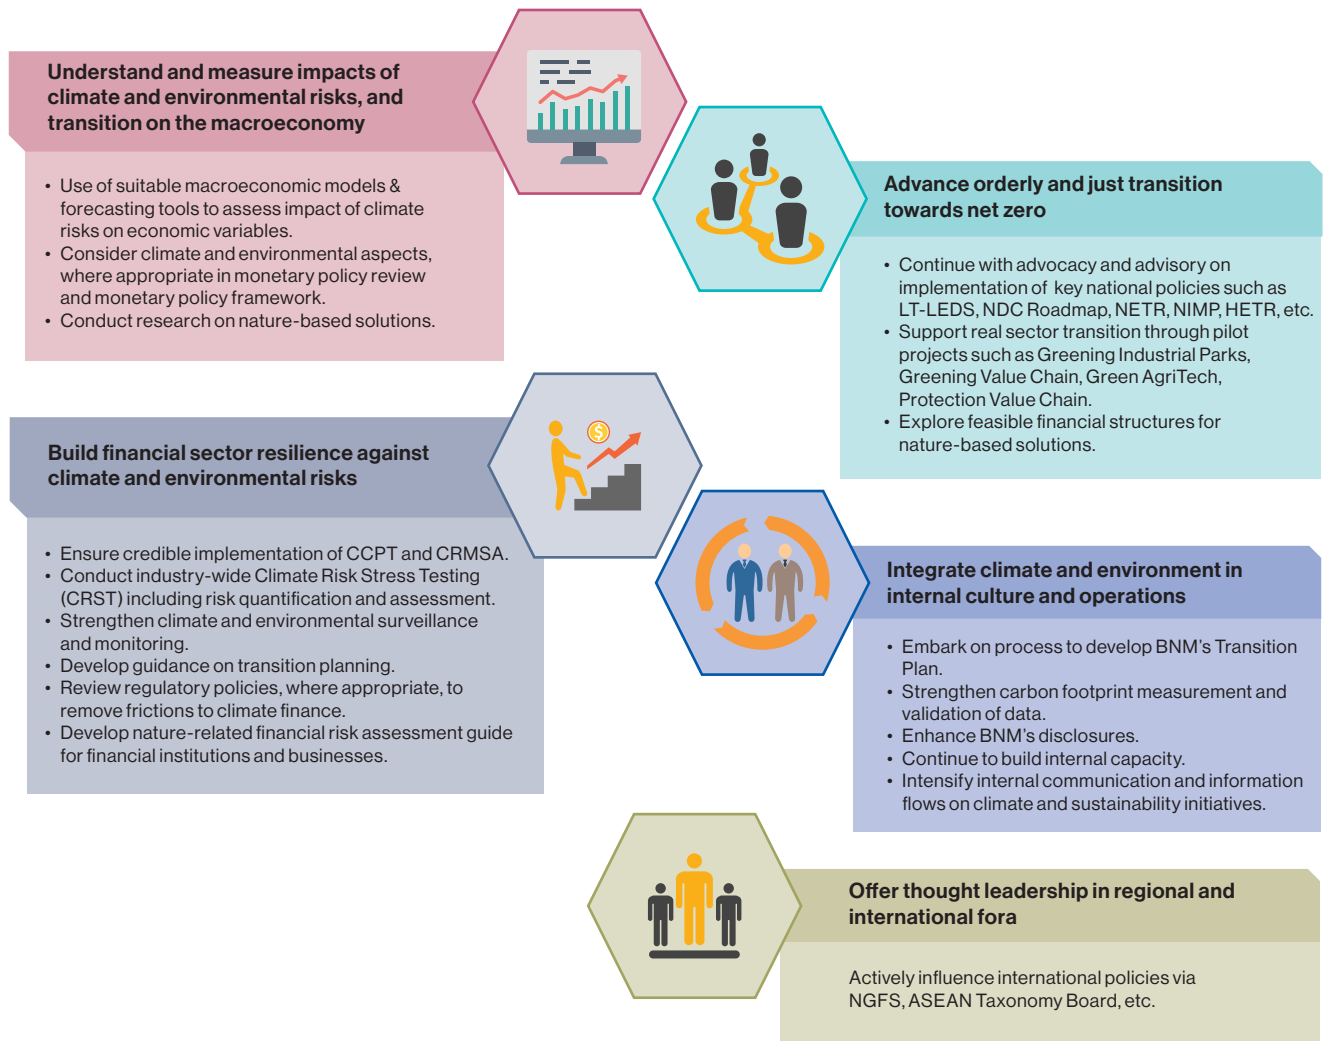 Understand and measure impacts of
climate and environmental risks, and
transition on the macroeconomy
• Use of suitable macroeconomic models &
forecasting tools to assess impact of climate
risks on economic variables.
• Consider climate and environmental aspects,
where appropriate in monetary policy review
and monetary policy framework.
• Conduct research on nature-based solutions.
Advance orderly and just transition
towards net zero
• Continue with advocacy and advisory on
implementation of key national policies such as
LT-LEDS, NDC Roadmap, NETR, NIMP, HETR, etc.
• Support real sector transition through pilot
projects such as Greening Industrial Parks,
Greening Value Chain, Green AgriTech,
Protection Value Chain.
• Explore feasible financial structures for
nature-based solutions.
Build financial sector resilience against
climate and environmental risks
$
• Ensure credible implementation of CCPT and CRMSA.
• Conduct industry-wide Climate Risk Stress Testing
(CRST) including risk quantification and assessment.
• Strengthen climate and environmental surveillance
and monitoring.
• Develop guidance on transition planning.
• Review regulatory policies, where appropriate, to
remove frictions to climate finance.
• Develop nature-related financial risk assessment guide
for financial institutions and businesses.
Integrate climate and environment in
internal culture and operations
• Embark on process to develop BNM's Transition
Plan.
• Strengthen carbon footprint measurement and
validation of data.
• Enhance BNM's disclosures.
• Continue to build internal capacity.
• Intensify internal communication and information
flows on climate and sustainability initiatives.
Offer thought leadership in regional and
international fora
Actively influence international policies via
NGFS, ASEAN Taxonomy Board, etc.